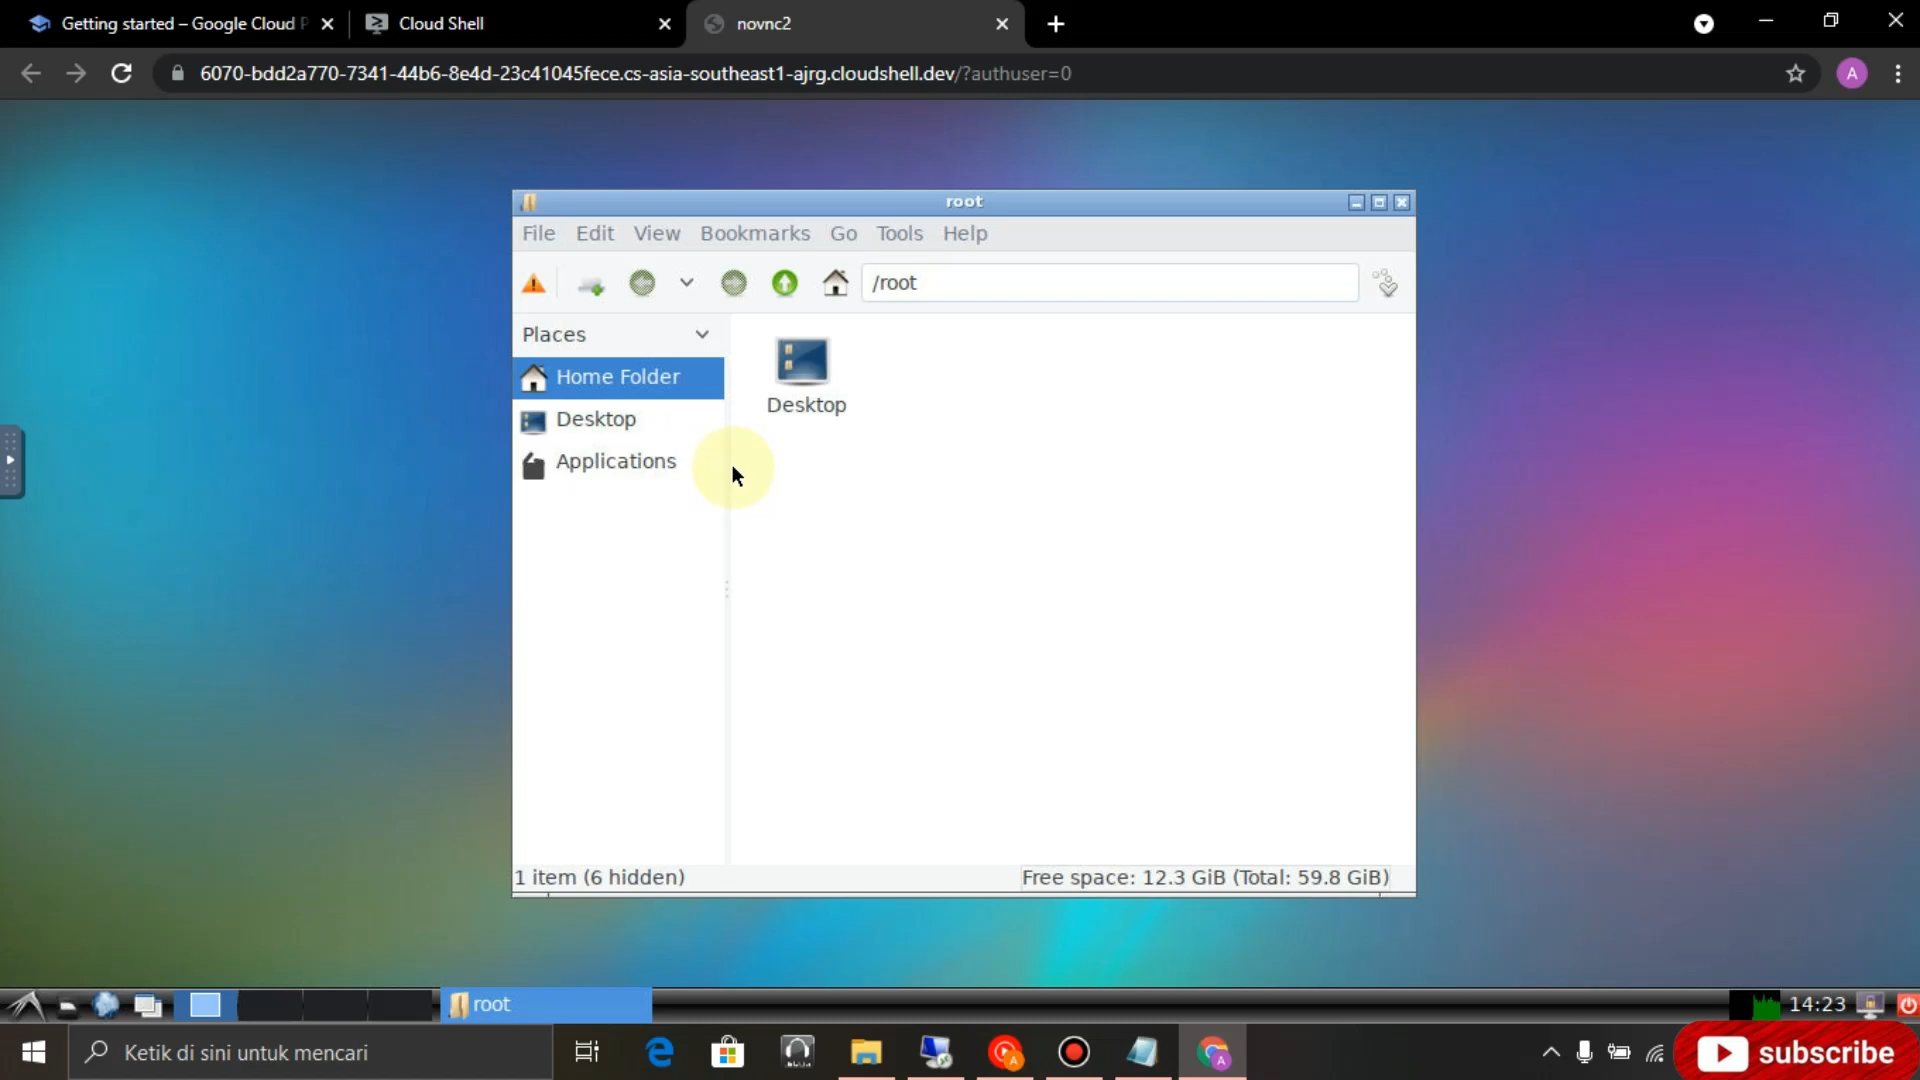 Getting started – Google Cloud P
Cloud Shell
novnc2
A
6070-bdd2a770-7341-44b6-8e4d-23c41045fece.cs-asia-southeast1-ajrg.cloudshell.dev/?authuser=0
root
File Edit View Bookmarks Go Tools Help
/root
Places
Home Folder
Desktop
Applications
Desktop
1 item (6 hidden)
Free space: 12.3 GiB (Total: 59.8 GiB)
root
14:23
Ketik di sini untuk mencari
A
A
subscribe